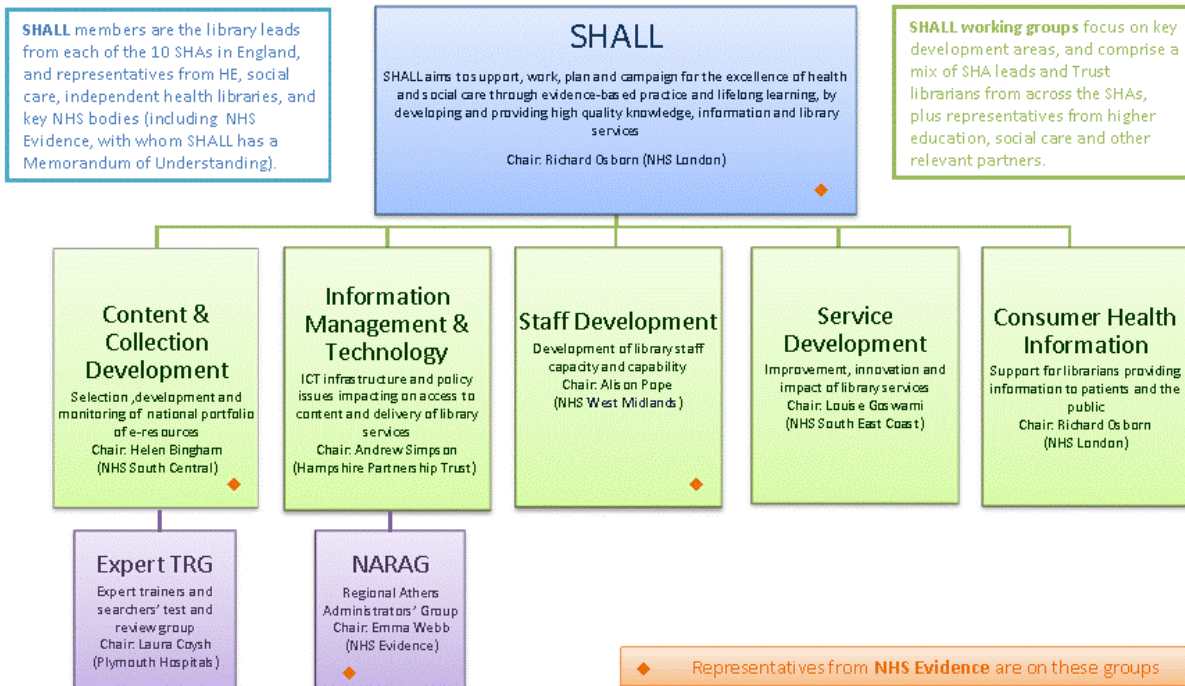 SHALL members are the library leads
from each of the 10 SHAs in England,
and representatives from HE, social
care, independent health libraries, and
key NHS bodies (including NHS
Evidence, with whom SHALL has a
Memorandum of Understanding).
SHALL
SHALL aims to support, work, plan and campaign for the excellence of health
and social care through evidence-based practice and lifelong learning, by
developing and providing high quality knowledge, information and library
services
Chair: Richard Osborn (NHS London)
SHALL working groups focus on key
development areas, and comprise a
mix of SHA leads and Trust
librarians from across the SHAs,
plus representatives from higher
education, social care and other
relevant partners.
Content &
Collection
Development
Selection ,development and
monitoring of national portfolio
of e-resources
Chair: Helen Bingham
(NHS South Central)
Information
Management &
Technology
ICT infrastructure and policy
issues impacting on access to
content and delivery of library
services
Chair: Andrew Simpson
(Hampshire Partnership Trust)
Staff Development
Development of library staff
capacity and capability
Chair: Alison Pope
(NHS West Midlands)
Service
Development
Improvement, innovation and
impact of library services
Chair: Louise Goswami
(NHS South East Coast)
Consumer Health
Information
Support for librarians providing
information to patients and the
public
Chair: Richard Osborn
(NHS London)
Expert TRG
Expert trainers and
searchers' test and
review group
Chair: Laura Coysh
(Plymouth Hospitals)
NARAG
Regional Athens
Administrators' Group
Chair: Emma Webb
(NHS Evidence)
Representatives from NHS Evidence are on these groups